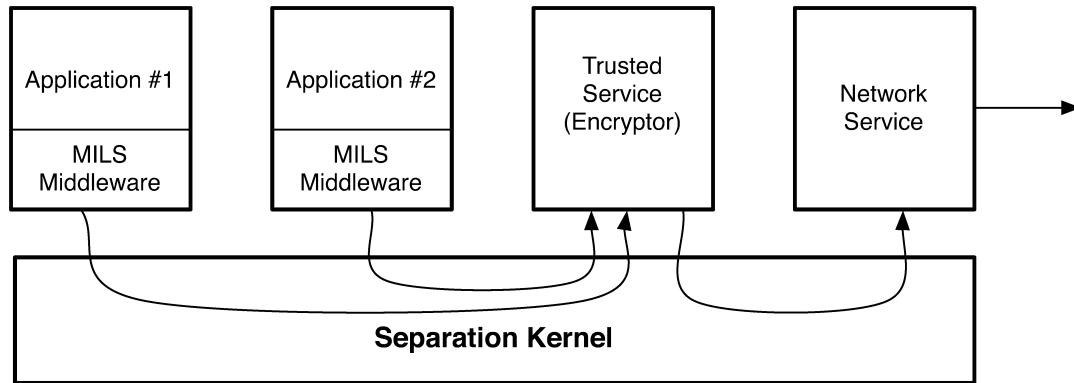 Application #1
MILS
Middleware
Application #2
MILS
Middleware
Trusted
Service
(Encryptor)
Network
Service
Separation Kernel